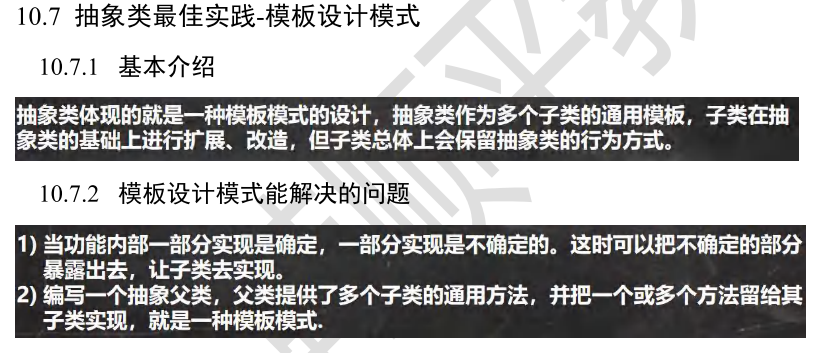 10.7 抽象类最佳实践-模板设计模式
10.7.1 基本介绍
抽象类体现的就是一种模板模式的设计，抽象类作为多个子类的通用模板，子类在抽
象类的基础上进行扩展、改造，但子类总体上会保留抽象类的行为方式。
10.7.2 模板设计模式能解决的问题
1) 当功能内部一部分实现是确定，一部分实现是不确定的。这时可以把不确定的部分
暴露出去，让子类去实现。
2) 编写一个抽象父类，父类提供了多个子类的通用方法，并把一个或多个方法留给其
子类实现，就是一种模板模式.